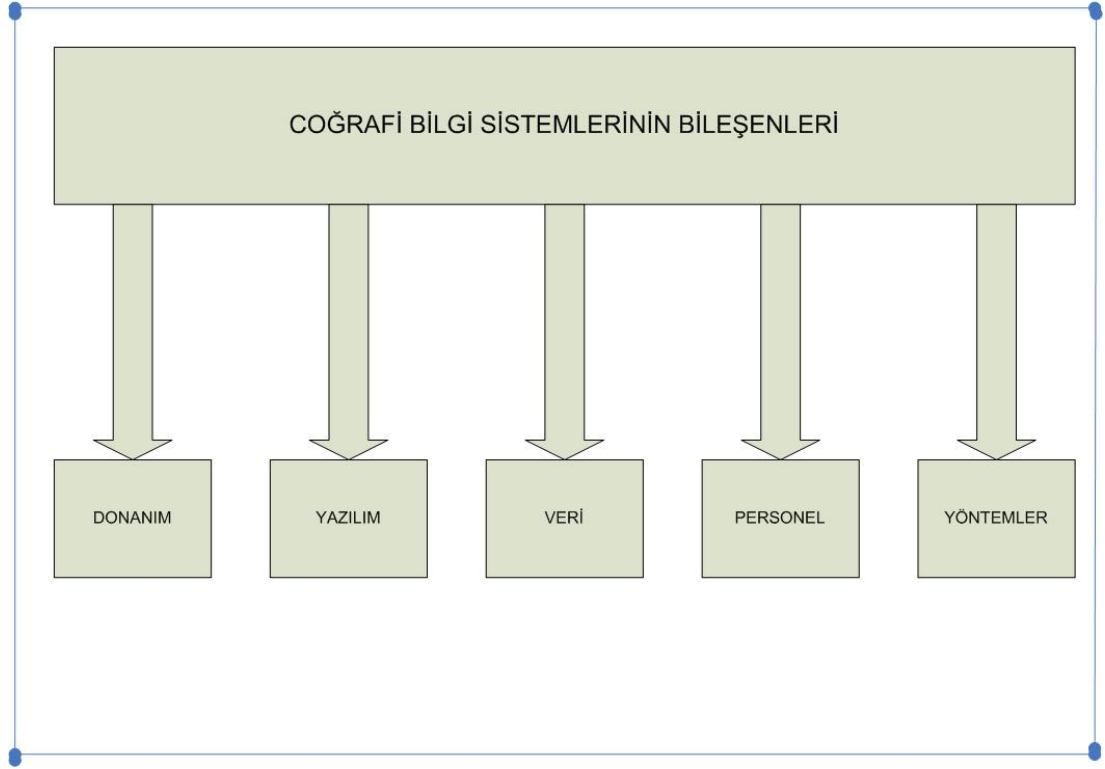 COĞRAFİ BİLGİ SİSTEMLERİNİN BİLEŞENLERİ
DONANIM
YAZILIM
VERİ
PERSONEL
YÖNTEMLER